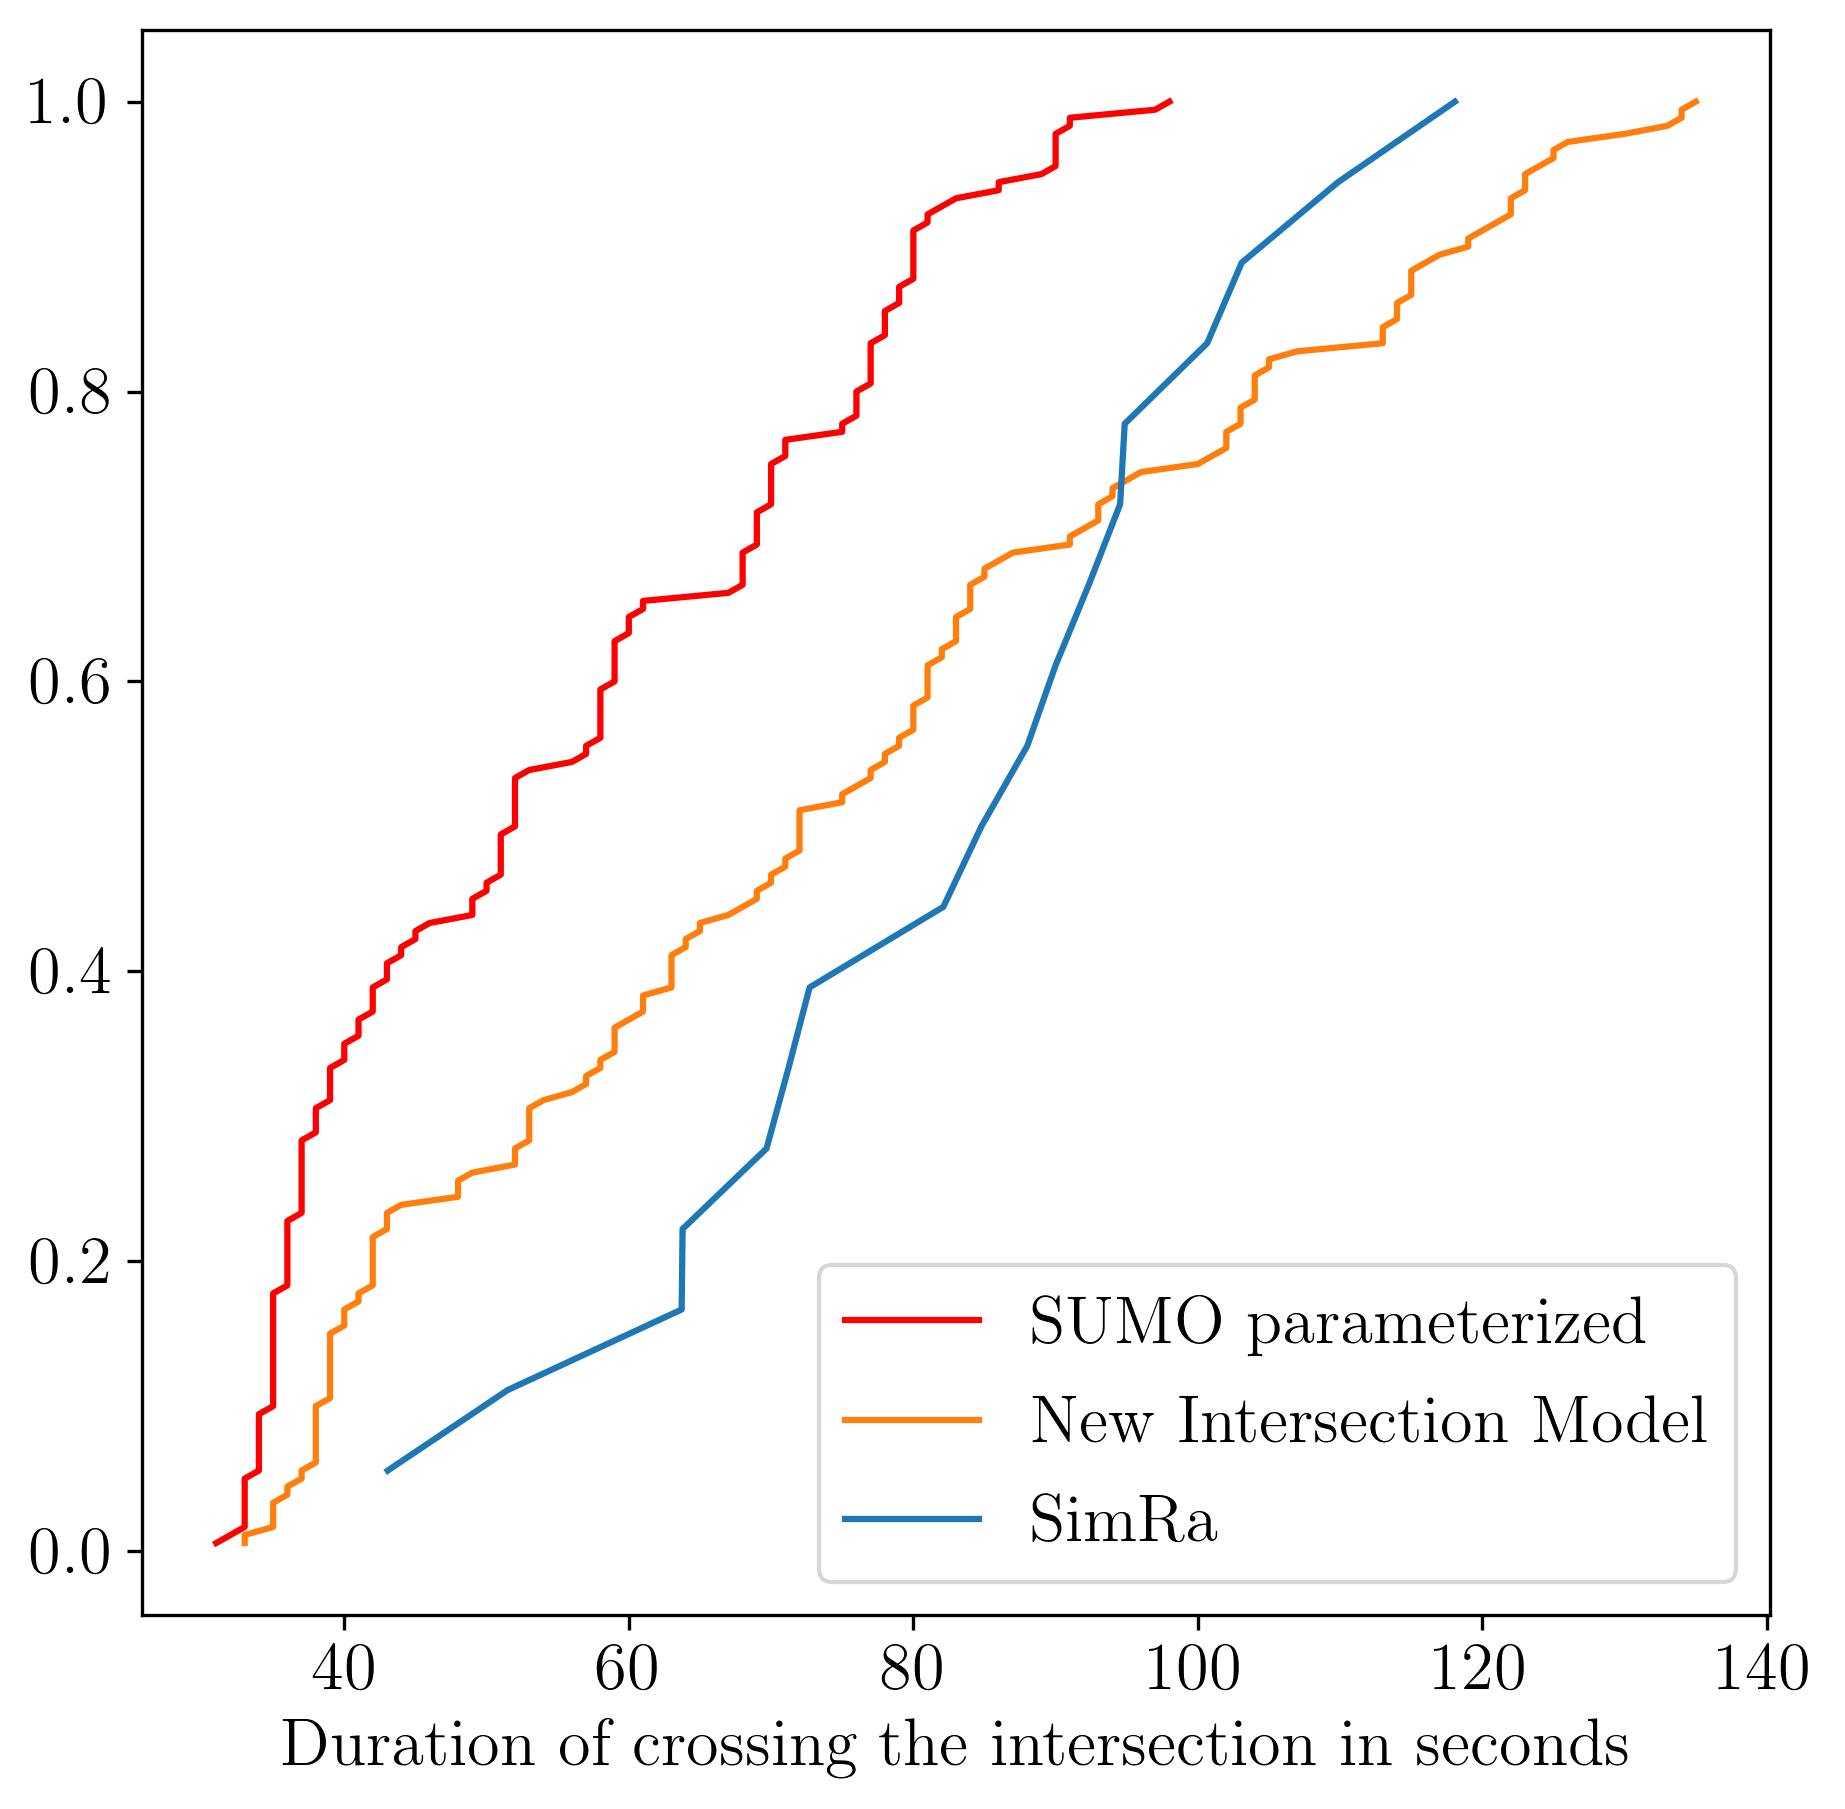 1.0
0.8
0.6
0.4
0.2
0.0
SUMO parameterized
New Intersection Model
SimRa
40 60 80 100 120 140
Duration of crossing the intersection in seconds